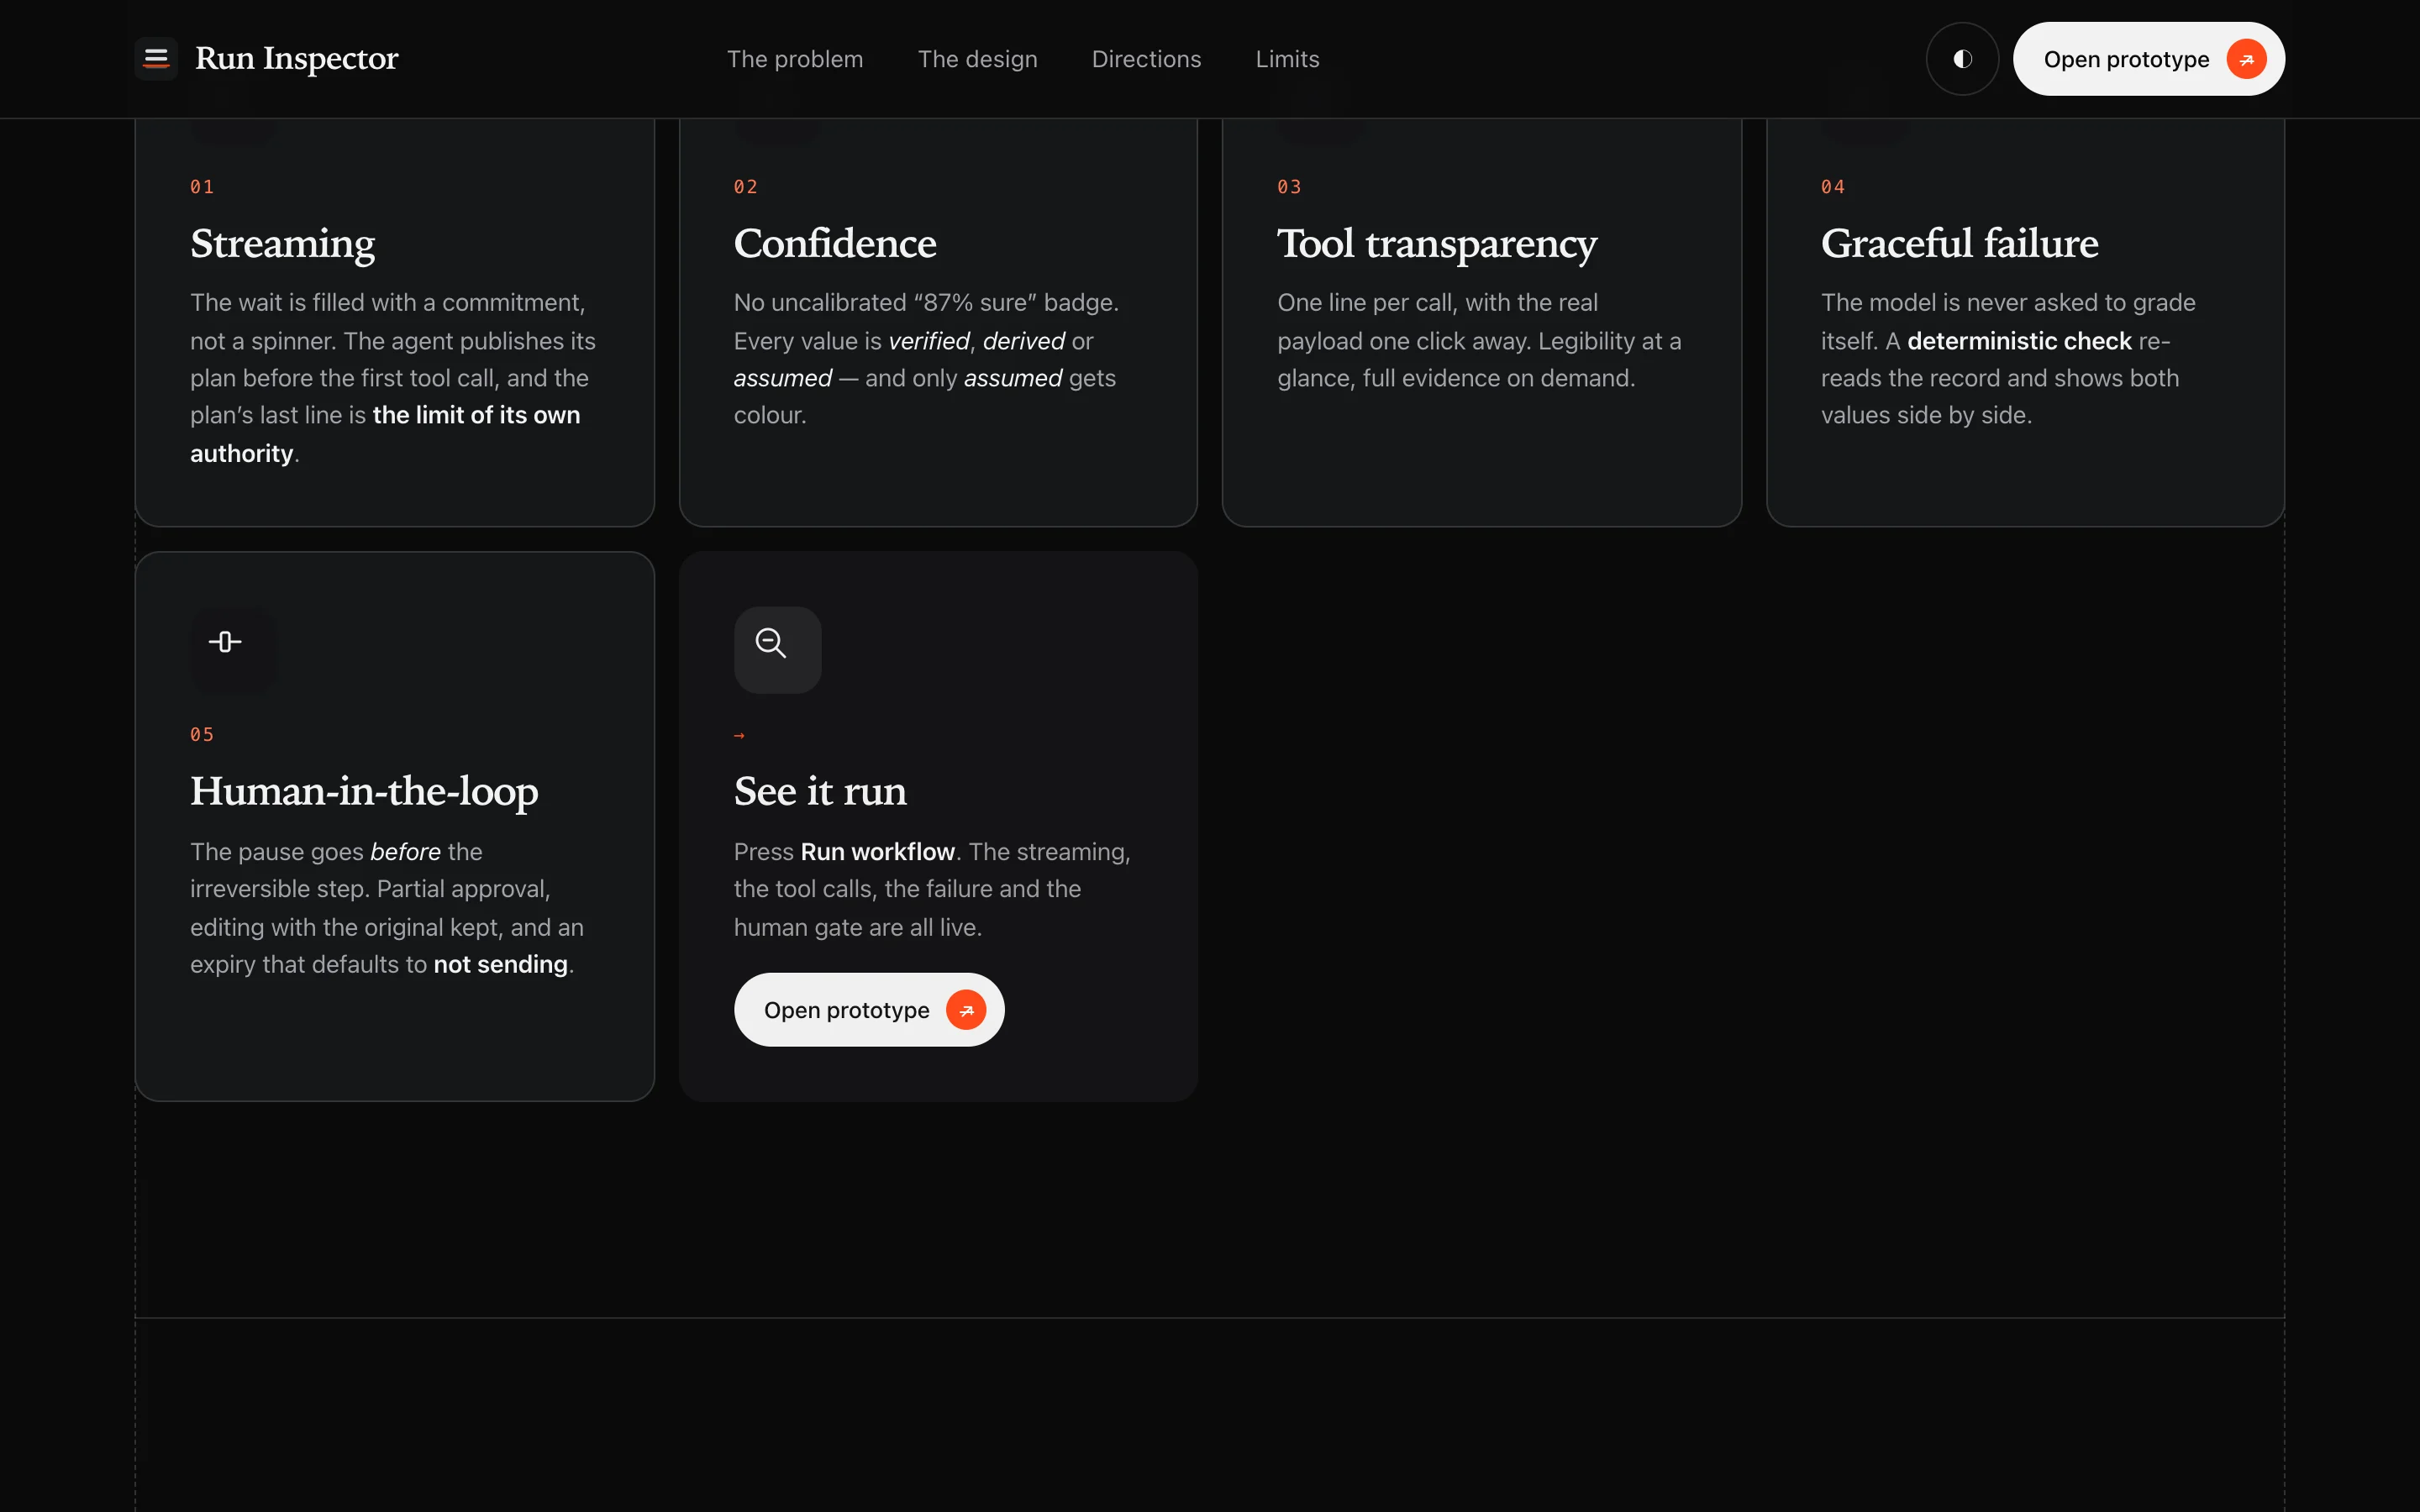 Run Inspector
The problem
The design
Directions
Limits
Open prototype
01
Streaming
The wait is filled with a commitment,
not a spinner. The agent publishes its
plan before the first tool call, and the
plan’s last line is the limit of its own
authority.
02
Confidence
No uncalibrated “87% sure” badge.
Every value is verified, derived or
assumed — and only assumed gets
colour.
03
Tool transparency
One line per call, with the real
payload one click away. Legibility at a
glance, full evidence on demand.
04
Graceful failure
The model is never asked to grade
itself. A deterministic check re-
reads the record and shows both
values side by side.
05
Human-in-the-loop
The pause goes before the
irreversible step. Partial approval,
editing with the original kept, and an
expiry that defaults to not sending.
→
See it run
Press Run workflow. The streaming,
the tool calls, the failure and the
human gate are all live.
Open prototype